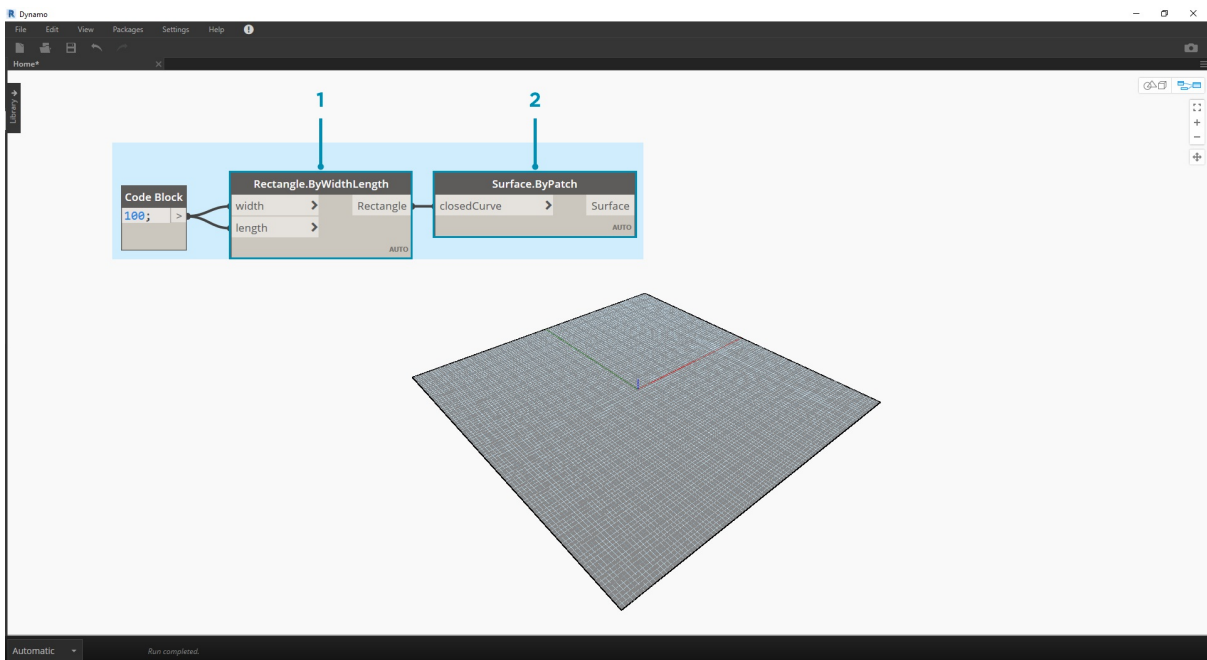 R Dynamo
File Edit View Packages Settings Help !
Home*
Library
1 2
Rectangle.ByWidthLength Surface.ByPatch
Code Block
100; >
width > Rectangle closedCurve > Surface
length >
AUTO
AUTO
Automatic Run completed.